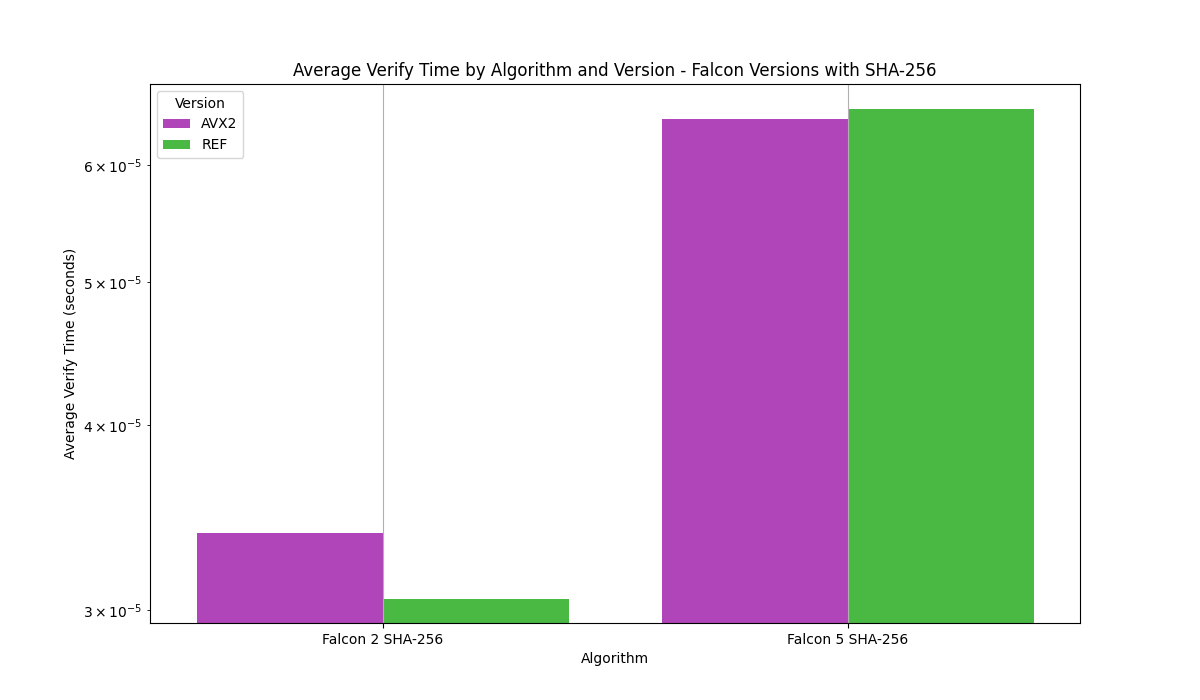 Average Verify Time by Algorithm and Version - Falcon Versions with SHA-256
Version
AVX2
REF
6 × 10⁻⁵
5 × 10⁻⁵
4 × 10⁻⁵
3 × 10⁻⁵
Average Verify Time (seconds)
Falcon 2 SHA-256
Falcon 5 SHA-256
Algorithm